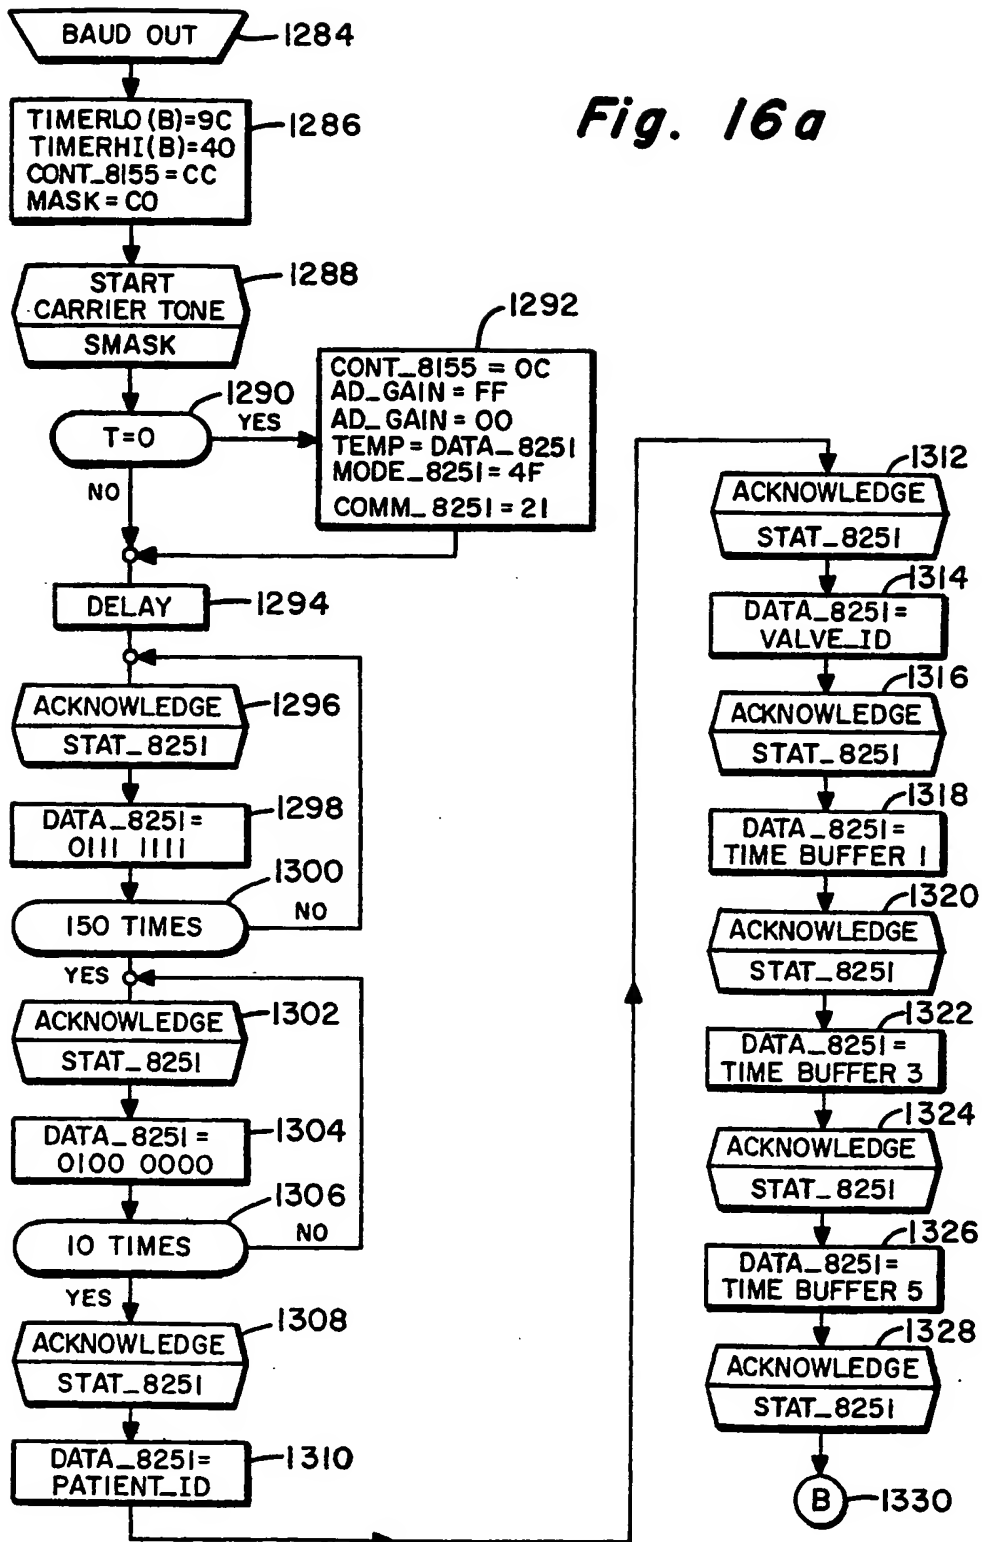 BAUD OUT
1284
Fig. 16a
TIMERLO(B)=9C
TIMERHI(B)=40
CONT_8155=CC
MASK=CO
1286
START
CARRIER TONE
SMASK
1288
T=0
1290
YES
NO
1292
CONT_8155 = 0C
AD_GAIN = FF
AD_GAIN = 00
TEMP=DATA_8251
MODE_8251=4F
COMM_8251=21
DELAY
1294
ACKNOWLEDGE
STAT_8251
1296
DATA_8251=
0111 1111
1298
150 TIMES
1300
NO
YES
ACKNOWLEDGE
STAT_8251
1302
DATA_8251=
0100 0000
1304
10 TIMES
1306
NO
YES
ACKNOWLEDGE
STAT_8251
1308
DATA_8251=
PATIENT_ID
1310
ACKNOWLEDGE
STAT_8251
1312
DATA_8251=
VALVE_ID
1314
ACKNOWLEDGE
STAT_8251
1316
DATA_8251=
TIME BUFFER 1
1318
ACKNOWLEDGE
STAT_8251
1320
DATA_8251=
TIME BUFFER 3
1322
ACKNOWLEDGE
STAT_8251
1324
DATA_8251=
TIME BUFFER 5
1326
ACKNOWLEDGE
STAT_8251
1328
B
1330